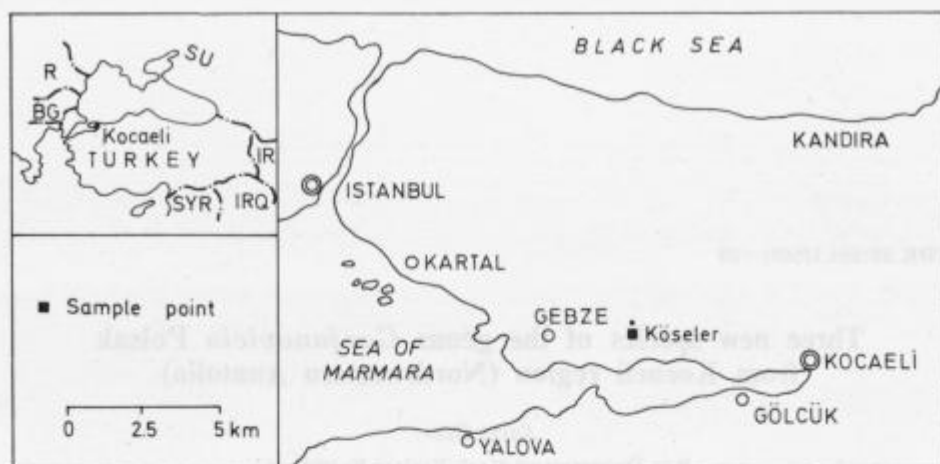 R
SU
BG
Kocaeli
TURKEY
IR
SYR
IRQ
Sample point
0 2.5 5 km
BLACK SEA
KANDIRA
ISTANBUL
KARTAL
GEBZE
Köseler
SEA OF
MARMARA
KOCAELİ
GÖLCÜK
YALOVA